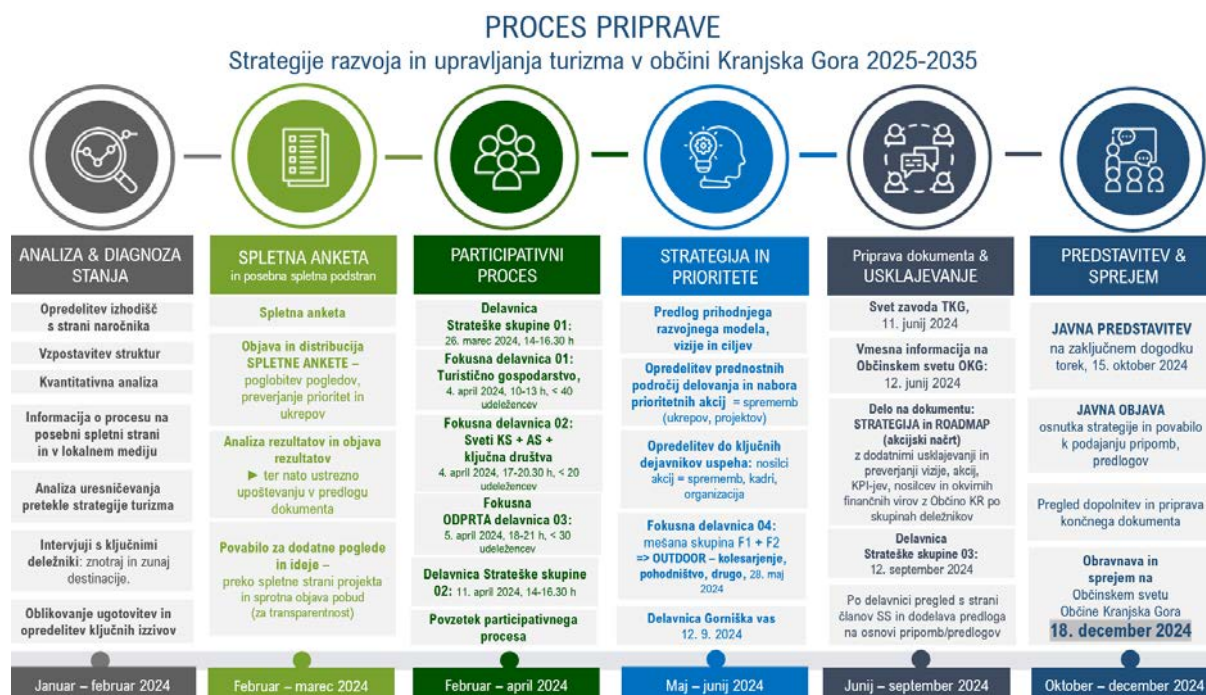 PROCES PRIPRAVE
Strategije razvoja in upravljanja turizma v občini Kranjska Gora 2025-2035
ANALIZA & DIAGNOZA
STANJA
Opredelitev izhodišč
s strani naročnika
Vzpostavitev struktur
Kvantitativna analiza
Informacija o procesu na
posebni spletni strani
in v lokalnem mediju
Analiza uresničevanja
pretekle strategije turizma
Intervjuji s ključnimi
deležniki: znotraj in zunaj
destinacije.
Oblikovanje ugotovitev in
opredelitev ključnih izzivov
Januar – februar 2024
SPLETNA ANKETA
in posebna spletna podstran
Spletna anketa
Objava in distribucija
SPLETNE ANKETE –
poglobitev pogledov,
preverjanje prioritet in
ukrepov
Analiza rezultatov in objava
rezultatov
► ter nato ustrezno
upoštevanju v predlogu
dokumenta
Povabilo za dodatne poglede
in ideje –
preko spletne strani projekta
in sprotna objava pobud
(za transparentnost)
Februar – marec 2024
PARTICIPATIVNI
PROCES
Delavnica
Strateške skupine 01:
26. marec 2024, 14-16.30 h
Fokusna delavnica 01:
Turistično gospodarstvo,
4. april 2024, 10-13 h, < 40
udeležencev
Fokusna delavnica 02:
Sveti KS + AS +
ključna društva
4. april 2024, 17-20.30 h, < 20
udeležencev
Fokusna
ODPRTA delavnica 03:
5. april 2024, 18-21 h, < 30
udeležencev
Delavnica Strateške skupine
02: 11. april 2024, 14-16.30 h
Povzetek participativnega
procesa
Februar – april 2024
STRATEGIJA IN
PRIORITETE
Predlog prihodnjega
razvojnega modela,
vizije in ciljev
Opredelitev prednostnih
področij delovanja in nabora
prioritetnih akcij = sprememb
(ukrepov, projektov)
Opredelitev do ključnih
dejavnikov uspeha: nosilci
akcij = sprememb, kadri,
organizacija
Fokusna delavnica 04:
mešana skupina F1 + F2
=> OUTDOOR – kolesarjenje,
pohodništvo, drugo, 28. maj
2024
Delavnica Gorniška vas
12. 9. 2024
Maj – junij 2024
Priprava dokumenta &
USKLAJEVANJE
Svet zavoda TKG,
11. junij 2024
Vmesna informacija na
Občinskem svetu OKG:
12. junij 2024
Delo na dokumentu:
STRATEGIJA in ROADMAP
(akcijski načrt)
z dodatnimi usklajevanji in
preverjanji vizije, akcij,
KPI-jev, nosilcev in okvirnih
finančnih virov z Občino KR po
skupinah deležnikov
Delavnica
Strateške skupine 03:
12. september 2024
Po delavnici pregled s strani
članov SS in dodelava predloga
na osnovi pripomb/predlogov
Junij – september 2024
PREDSTAVITEV &
SPREJEM
JAVNA PREDSTAVITEV
na zaključnem dogodku
torek, 15. oktober 2024
JAVNA OBJAVA
osnutka strategije in povabilo
k podajanju pripomb,
predlogov
Pregled dopolnitev in priprava
končnega dokumenta
Obravnava in
sprejem na
Občinskem svetu
Občine Kranjska Gora
18. december 2024
Oktober – december 2024